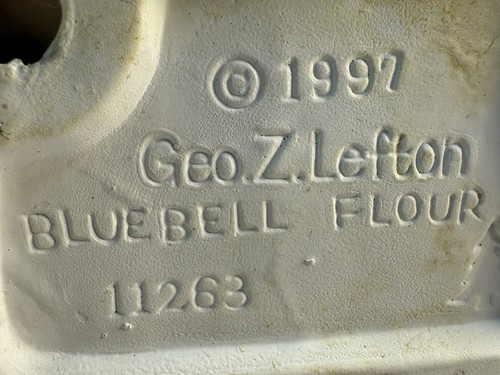 © 1997
Geo. Z. Lefton
BLUEBELL FLOUR
11263